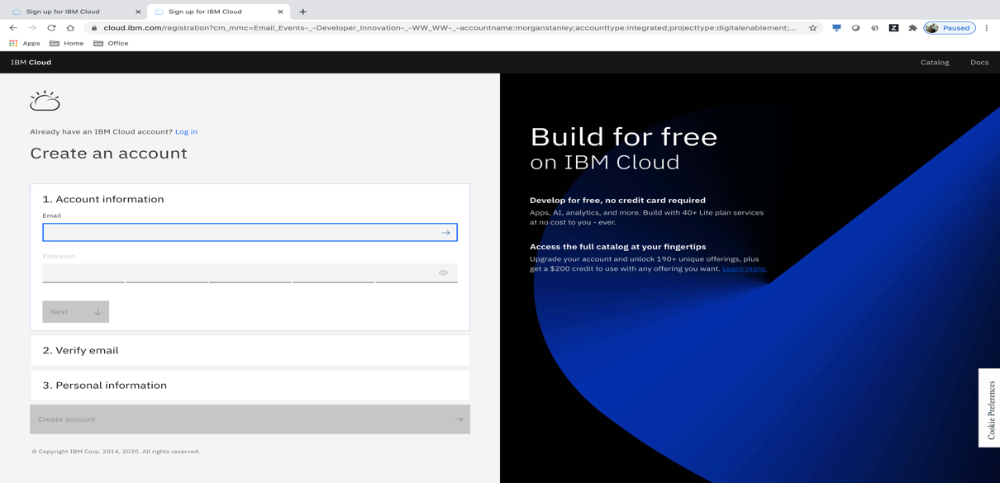 Sign up for IBM Cloud
Sign up for IBM Cloud
cloud.ibm.com/registration?cm_mmc=Email_Events-_-Developer_Innovation-_-WW_WW-_-accountname:morganstanley;accounttype:integrated;projecttype:digitalenablement;...
Z
Paused
Apps
Home
Office
IBM Cloud
Catalog
Docs
Already have an IBM Cloud account? Log in
Create an account
1. Account information
Email
Password
Next
2. Verify email
3. Personal information
Create account
© Copyright IBM Corp. 2014, 2020. All rights reserved.
Build for free
on IBM Cloud
Develop for free, no credit card required
Apps, AI, analytics, and more. Build with 40+ Lite plan services
at no cost to you - ever.
Access the full catalog at your fingertips
Upgrade your account and unlock 190+ unique offerings, plus
get a $200 credit to use with any offering you want. Learn more.
Cookie Preferences